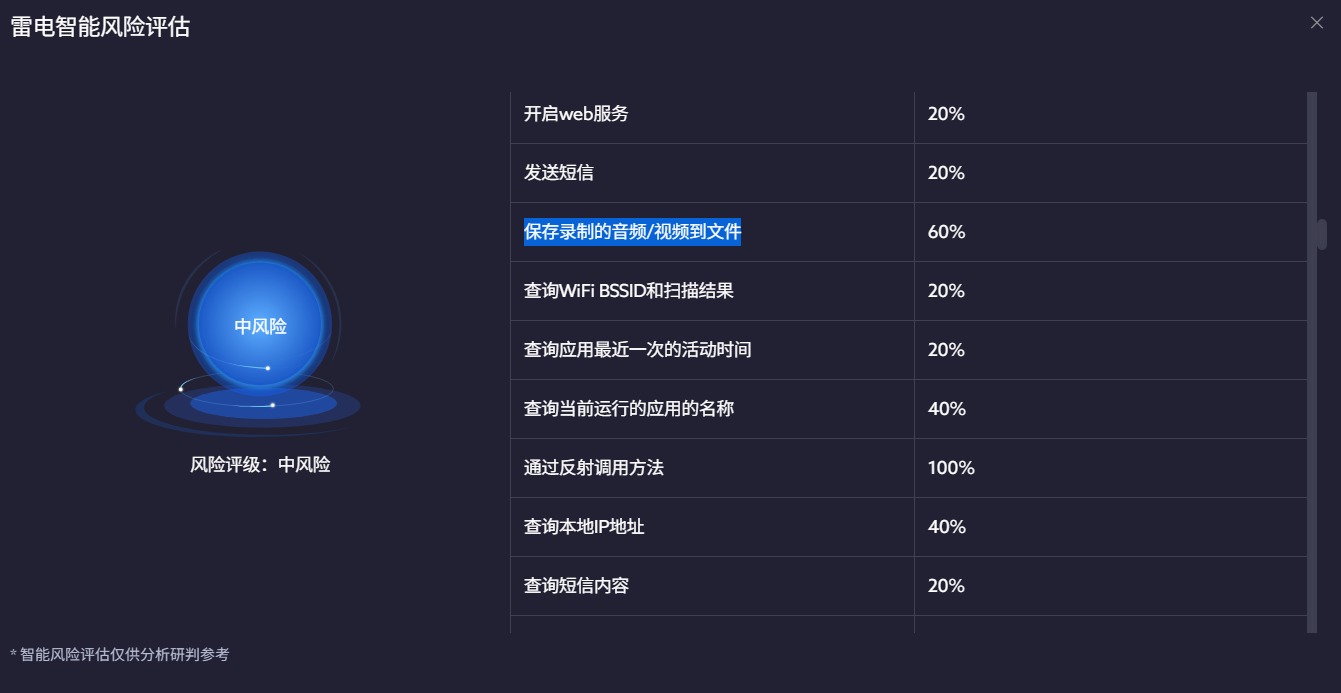 雷电智能风险评估
开启web服务 20%
发送短信 20%
保存录制的音频/视频到文件 60%
查询WiFi BSSID和扫描结果 20%
查询应用最近一次的活动时间 20%
查询当前运行的应用的名称 40%
通过反射调用方法 100%
查询本地IP地址 40%
查询短信内容 20%
中风险
风险评级：中风险
* 智能风险评估仅供分析研判参考